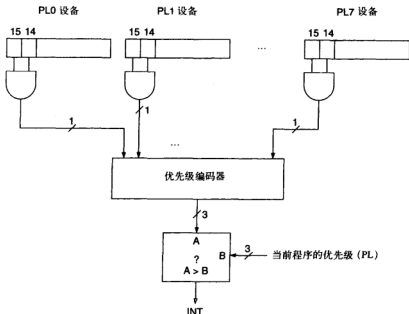 PL0 设备
PL1 设备
PL7 设备
15 14
15 14
...
15 14
1
1
1
...
优先级编码器
3
A
?
A > B
B
3
当前程序的优先级 (PL)
INT